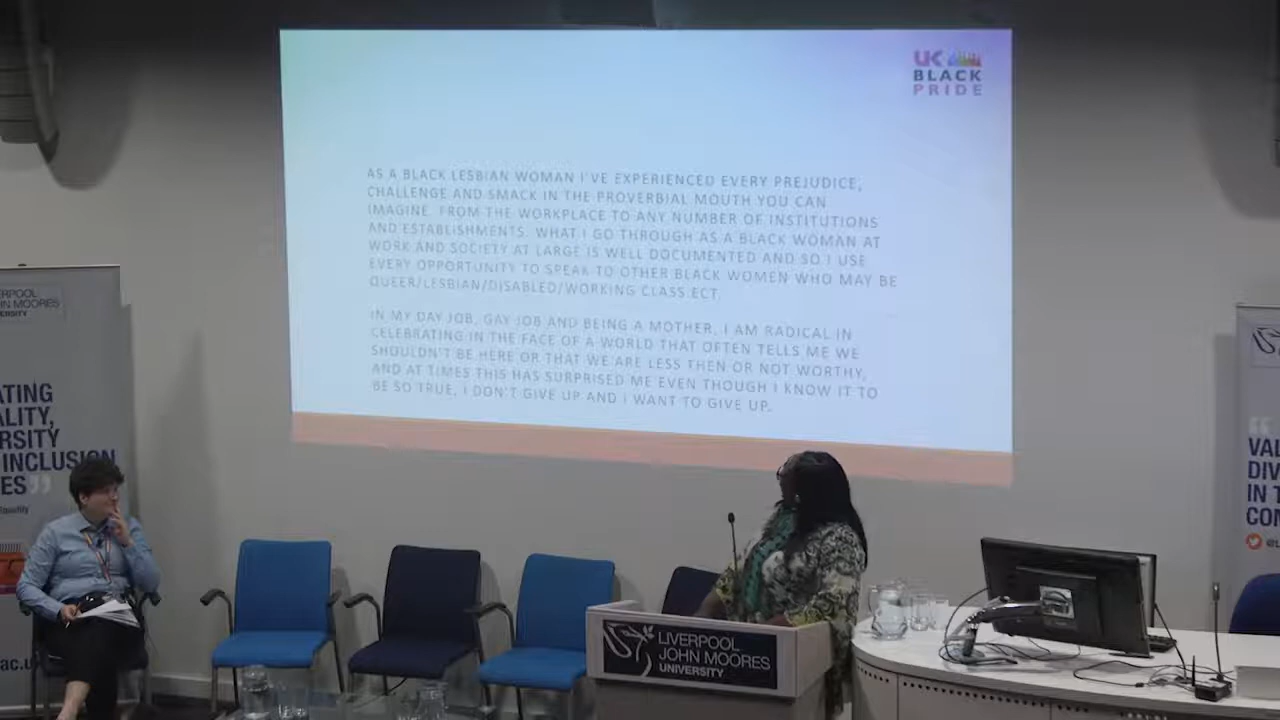 UK
BLACK
PRIDE
AS A BLACK LESBIAN WOMAN I'VE EXPERIENCED EVERY PREJUDICE,
CHALLENGE AND SMACK IN THE PROVERBIAL MOUTH YOU CAN
IMAGINE. FROM THE WORKPLACE TO ANY NUMBER OF INSTITUTIONS
AND ESTABLISHMENTS. WHAT I GO THROUGH AS A BLACK WOMAN AT
WORK AND SOCIETY AT LARGE IS WELL DOCUMENTED AND SO I USE
EVERY OPPORTUNITY TO SPEAK TO OTHER BLACK WOMEN WHO MAY BE
QUEER/LESBIAN/DISABLED/WORKING CLASS ECT.
IN MY DAY JOB, GAY JOB AND BEING A MOTHER, I AM RADICAL IN
CELEBRATING IN THE FACE OF A WORLD THAT OFTEN TELLS ME WE
SHOULDN'T BE HERE OR THAT WE ARE LESS THEN OR NOT WORTHY,
AND AT TIMES THIS HAS SURPRISED ME EVEN THOUGH I KNOW IT TO
BE SO TRUE, I DON'T GIVE UP AND I WANT TO GIVE UP.
ERPOOL
HN MOORES
VERSITY
ATING
ALITY,
ERSITY
INCLUSION
ES”
ac.u
LIVERPOOL
JOHN MOORES
UNIVERSITY
“
VAL
DIV
IN T
CON